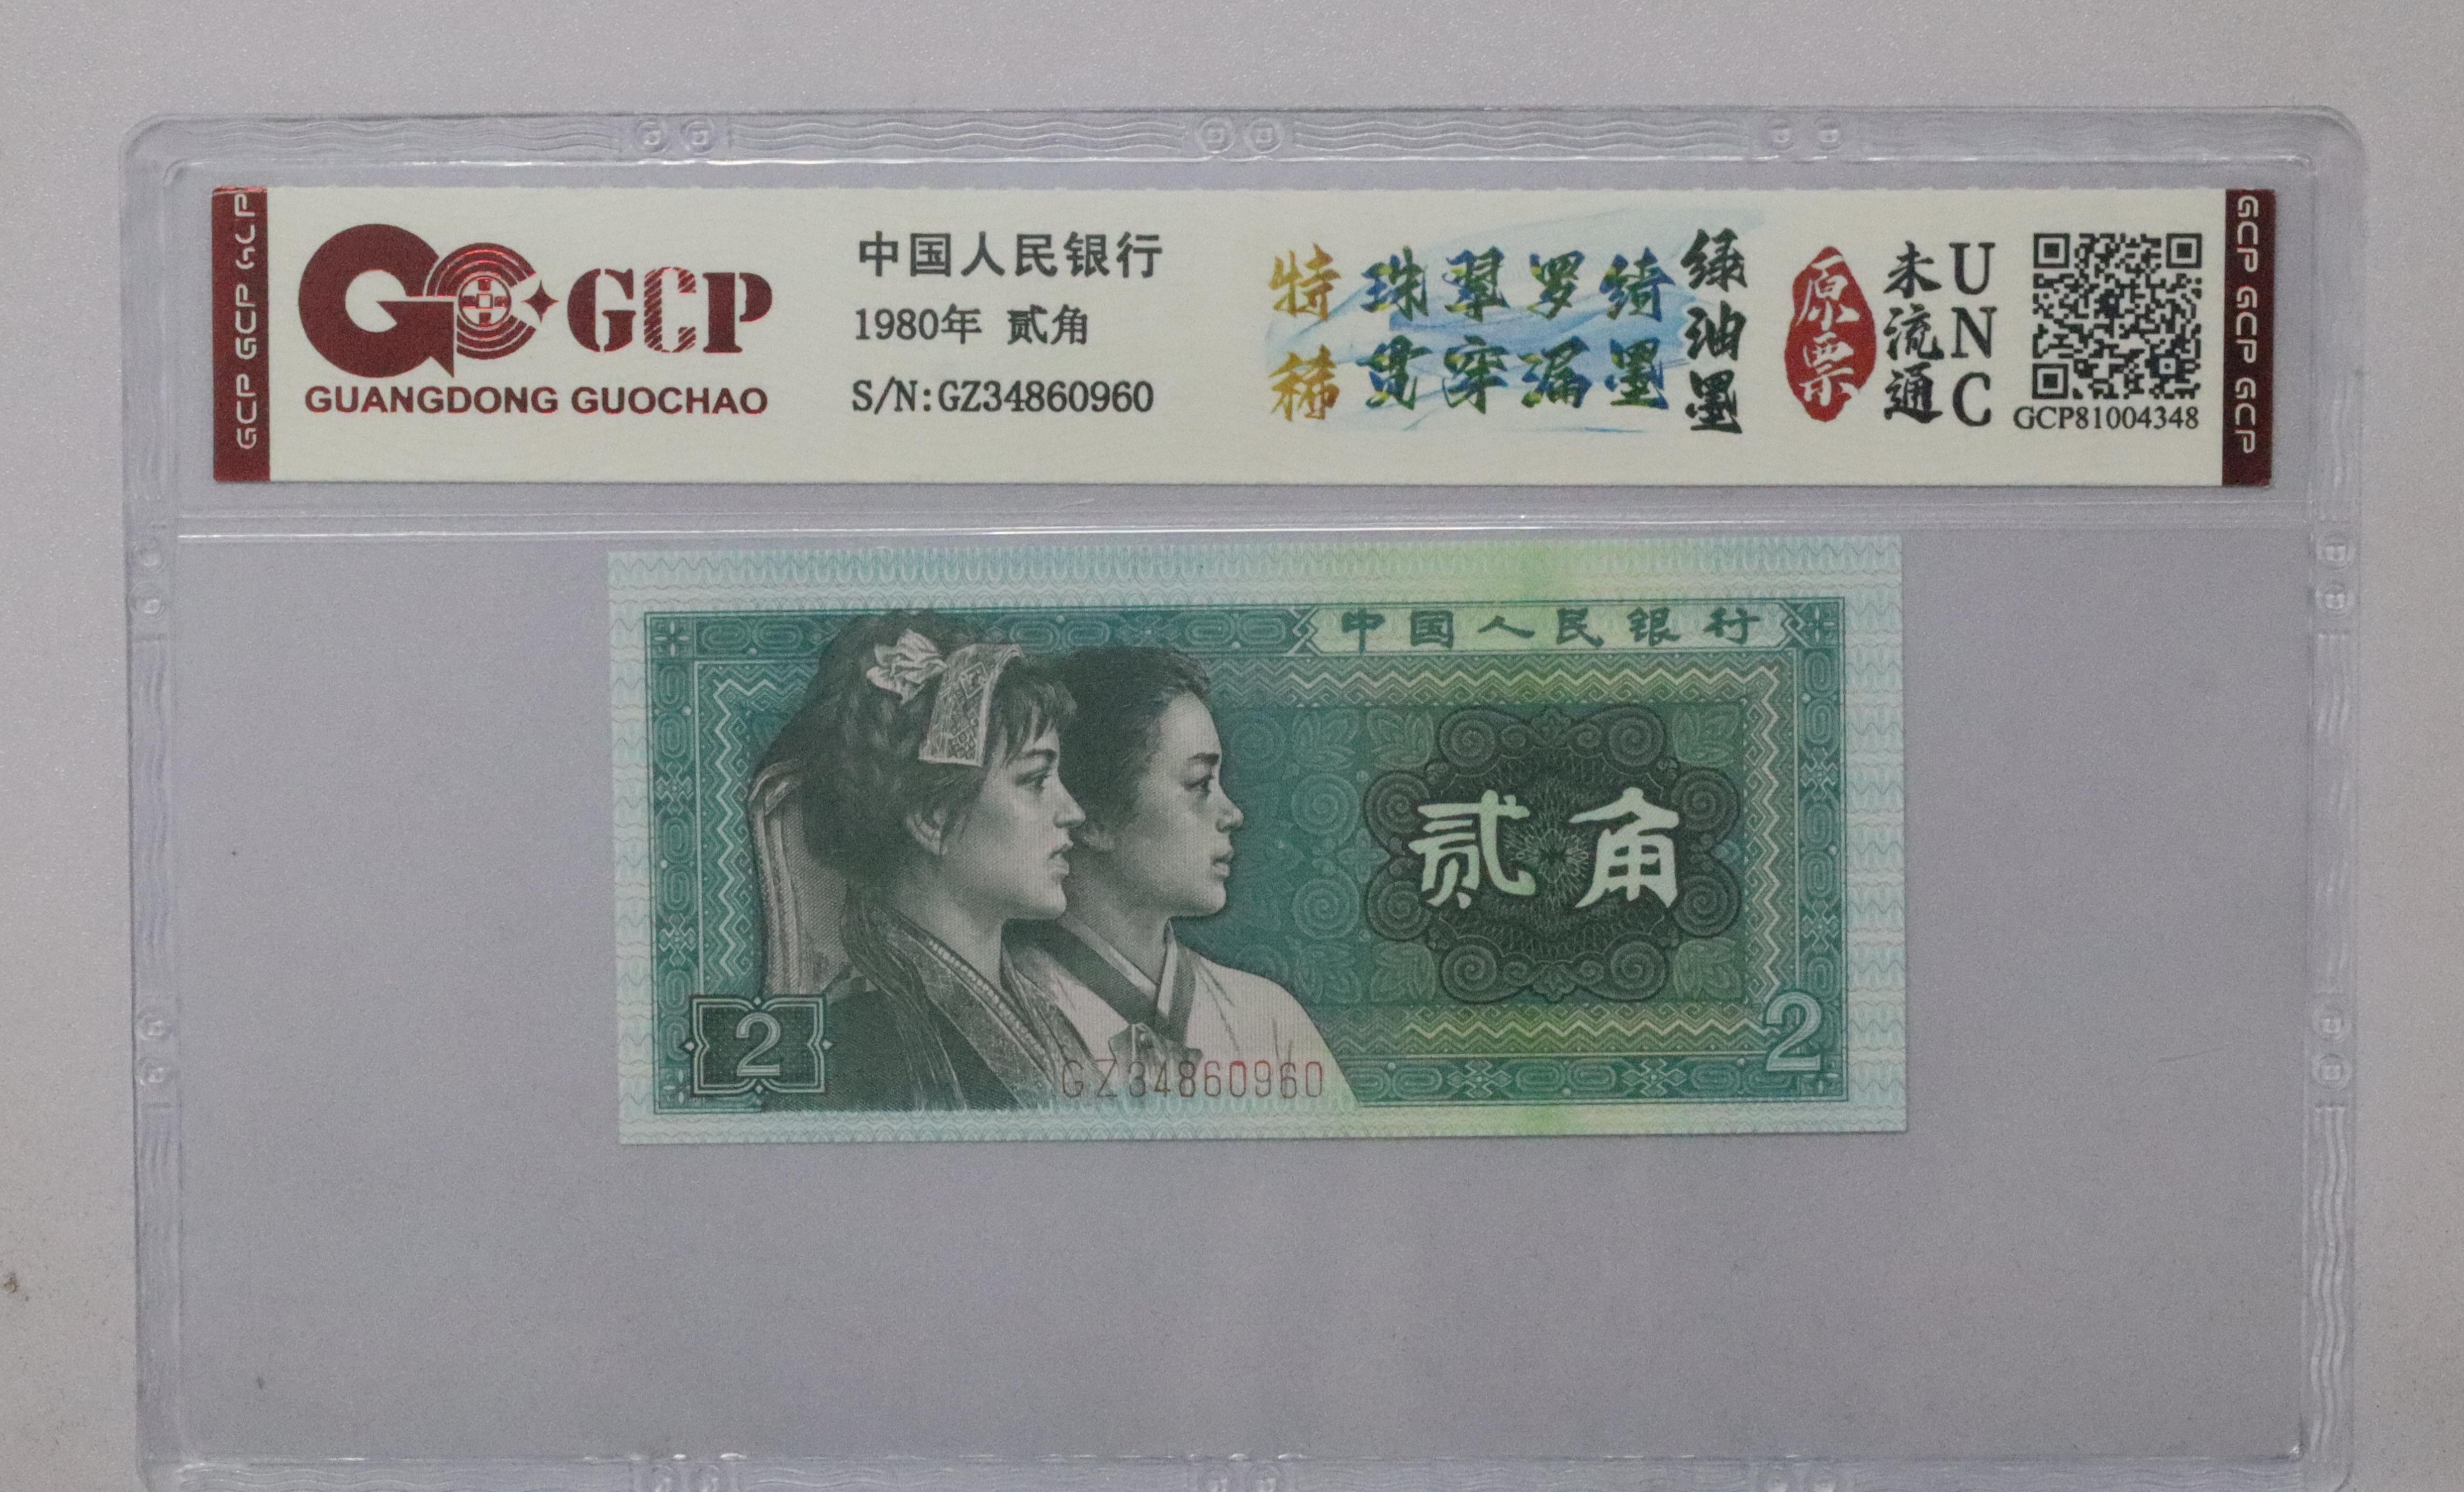 GCP GCP GCP
GCP
GUANGDONG GUOCHAO
中国人民银行
1980年 贰角
S/N:GZ34860960
特稀
珠翠罗绮
贯穿漏墨
绿油墨
原票
未流通
UNC
GCP81004348
GCP GCP GCP
中国人民银行
贰角
2
2
GZ34860960